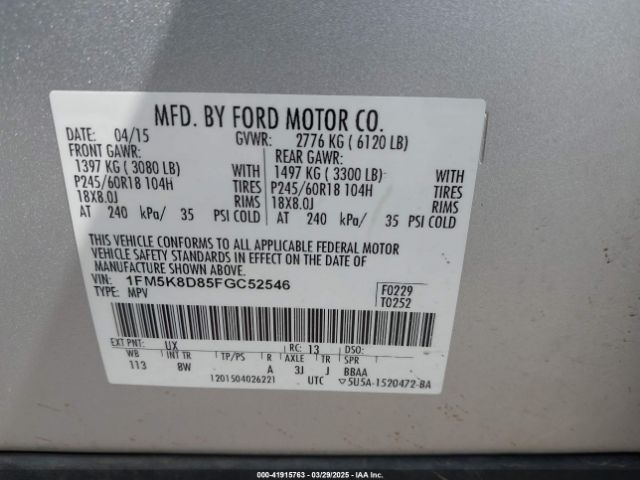 MFD. BY FORD MOTOR CO.
DATE: 04/15 GVWR: 2776 KG ( 6120 LB)
FRONT GAWR: REAR GAWR:
1397 KG ( 3080 LB) WITH 1497 KG ( 3300 LB) WITH
P245/60R18 104H TIRES P245/60R18 104H TIRES
18X8.0J RIMS 18X8.0J RIMS
AT 240 kPa/ 35 PSI COLD AT 240 kPa/ 35 PSI COLD
THIS VEHICLE CONFORMS TO ALL APPLICABLE FEDERAL MOTOR
VEHICLE SAFETY STANDARDS IN EFFECT ON THE DATE OF
MANUFACTURE SHOWN ABOVE.
VIN: 1FM5K8D85FGC52546 F0229
TYPE: MPV T0252
EXT PNT: UX RC: 13 DSO:
WB INT TR TP/PS R AXLE TR SPR
113 8W A 3J J BBAA
1201504026221 UTC ▽5U5A-1520472-BA
000-41915763 - 03/29/2025 - IAA, Inc.